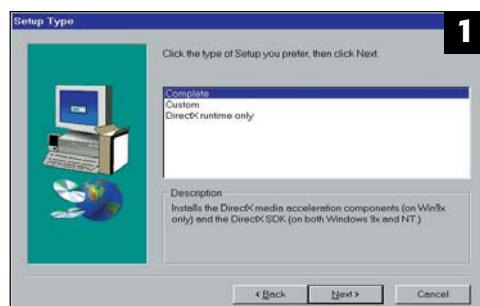 Setup Type
1
Click the type of Setup you prefer, then click Next.
Complete
Custom
DirectX runtime only
Description
Installs the DirectX media acceleration components (on Win9x
only) and the DirectX SDK (on both Windows 9x and NT.)
< Back
Next >
Cancel